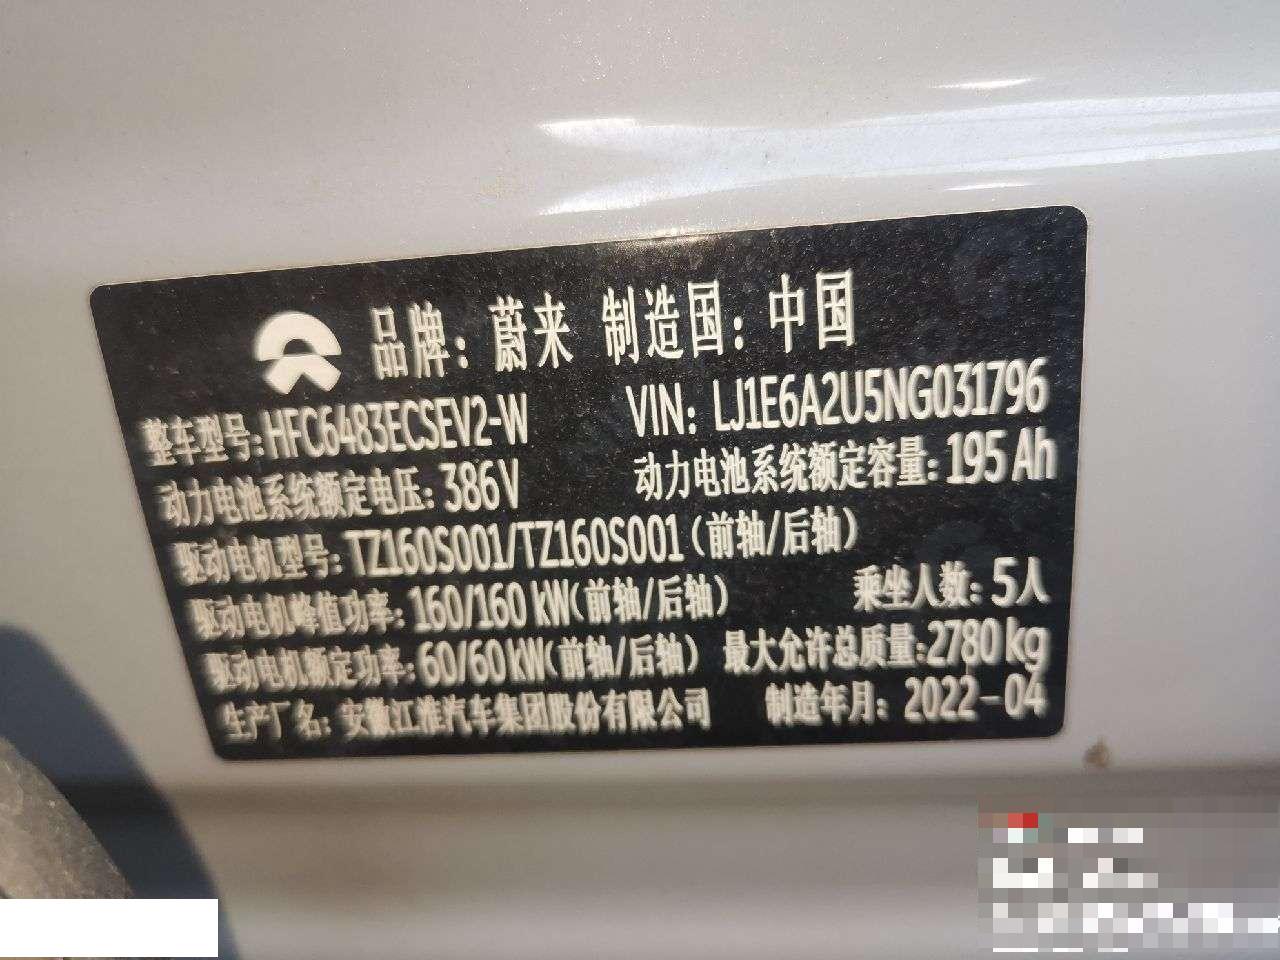 品牌：蔚来 制造国：中国
整车型号：HFC6483ECSEV2-W VIN：LJ1E6A2U5NG031796
动力电池系统额定电压：386V 动力电池系统额定容量：195Ah
驱动电机型号：TZ160S001/TZ160S001（前轴/后轴）
驱动电机峰值功率：160/160 kW（前轴/后轴） 乘坐人数：5人
驱动电机额定功率：60/60kW（前轴/后轴） 最大允许总质量：2780kg
生产厂名：安徽江淮汽车集团股份有限公司 制造年月：2022-04